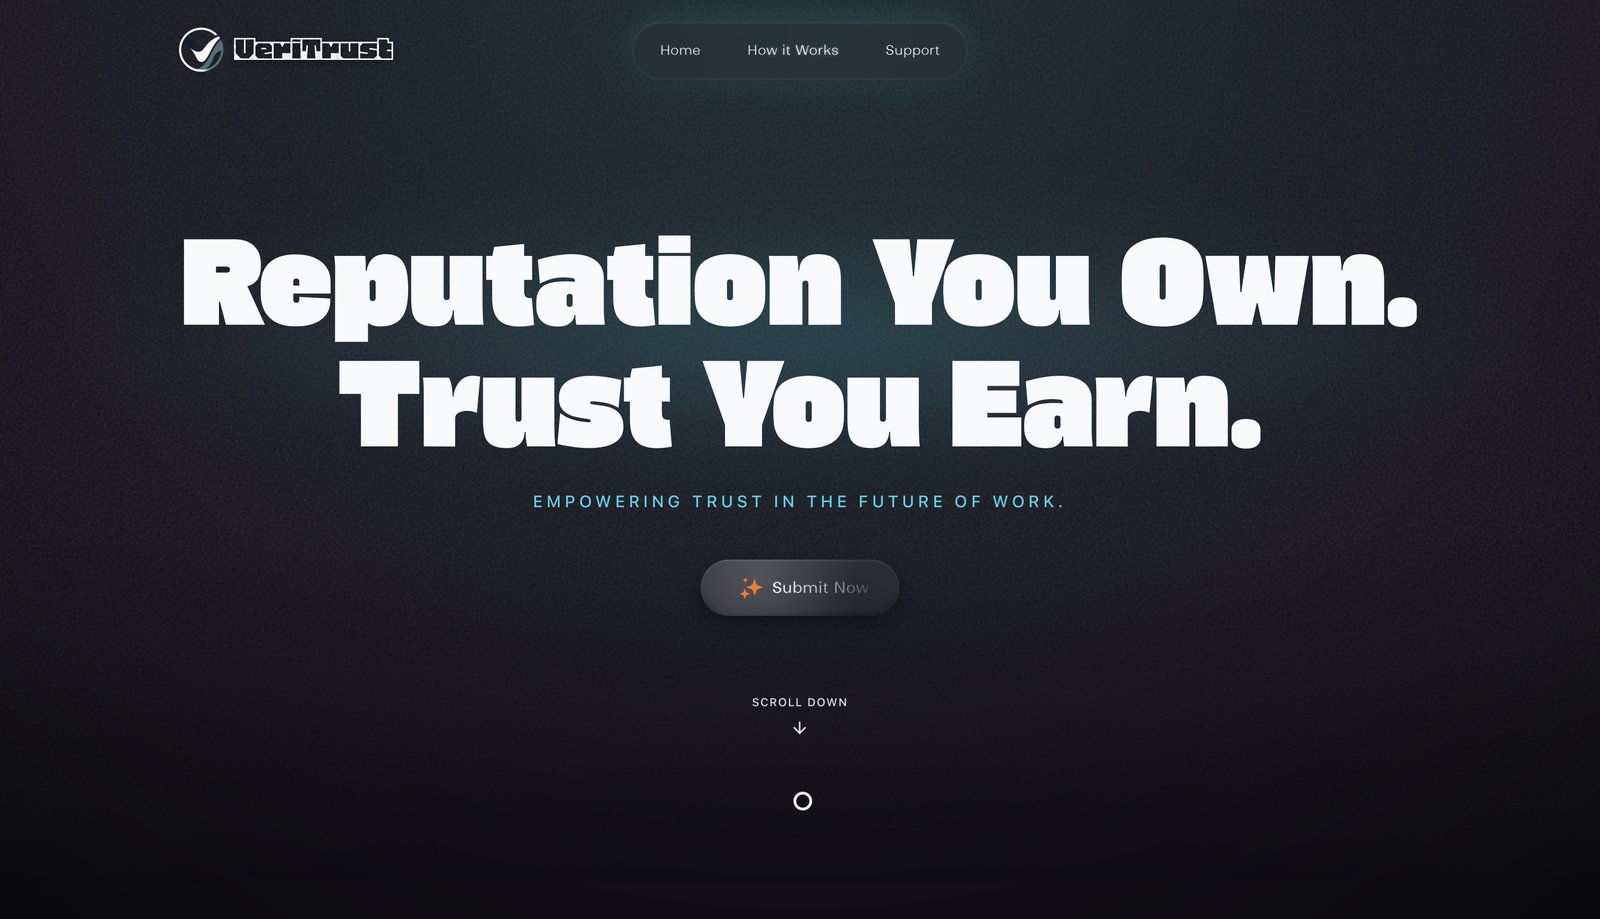 VeriTrust
Home How it Works Support
Reputation You Own.
Trust You Earn.
EMPOWERING TRUST IN THE FUTURE OF WORK.
Submit Now
SCROLL DOWN